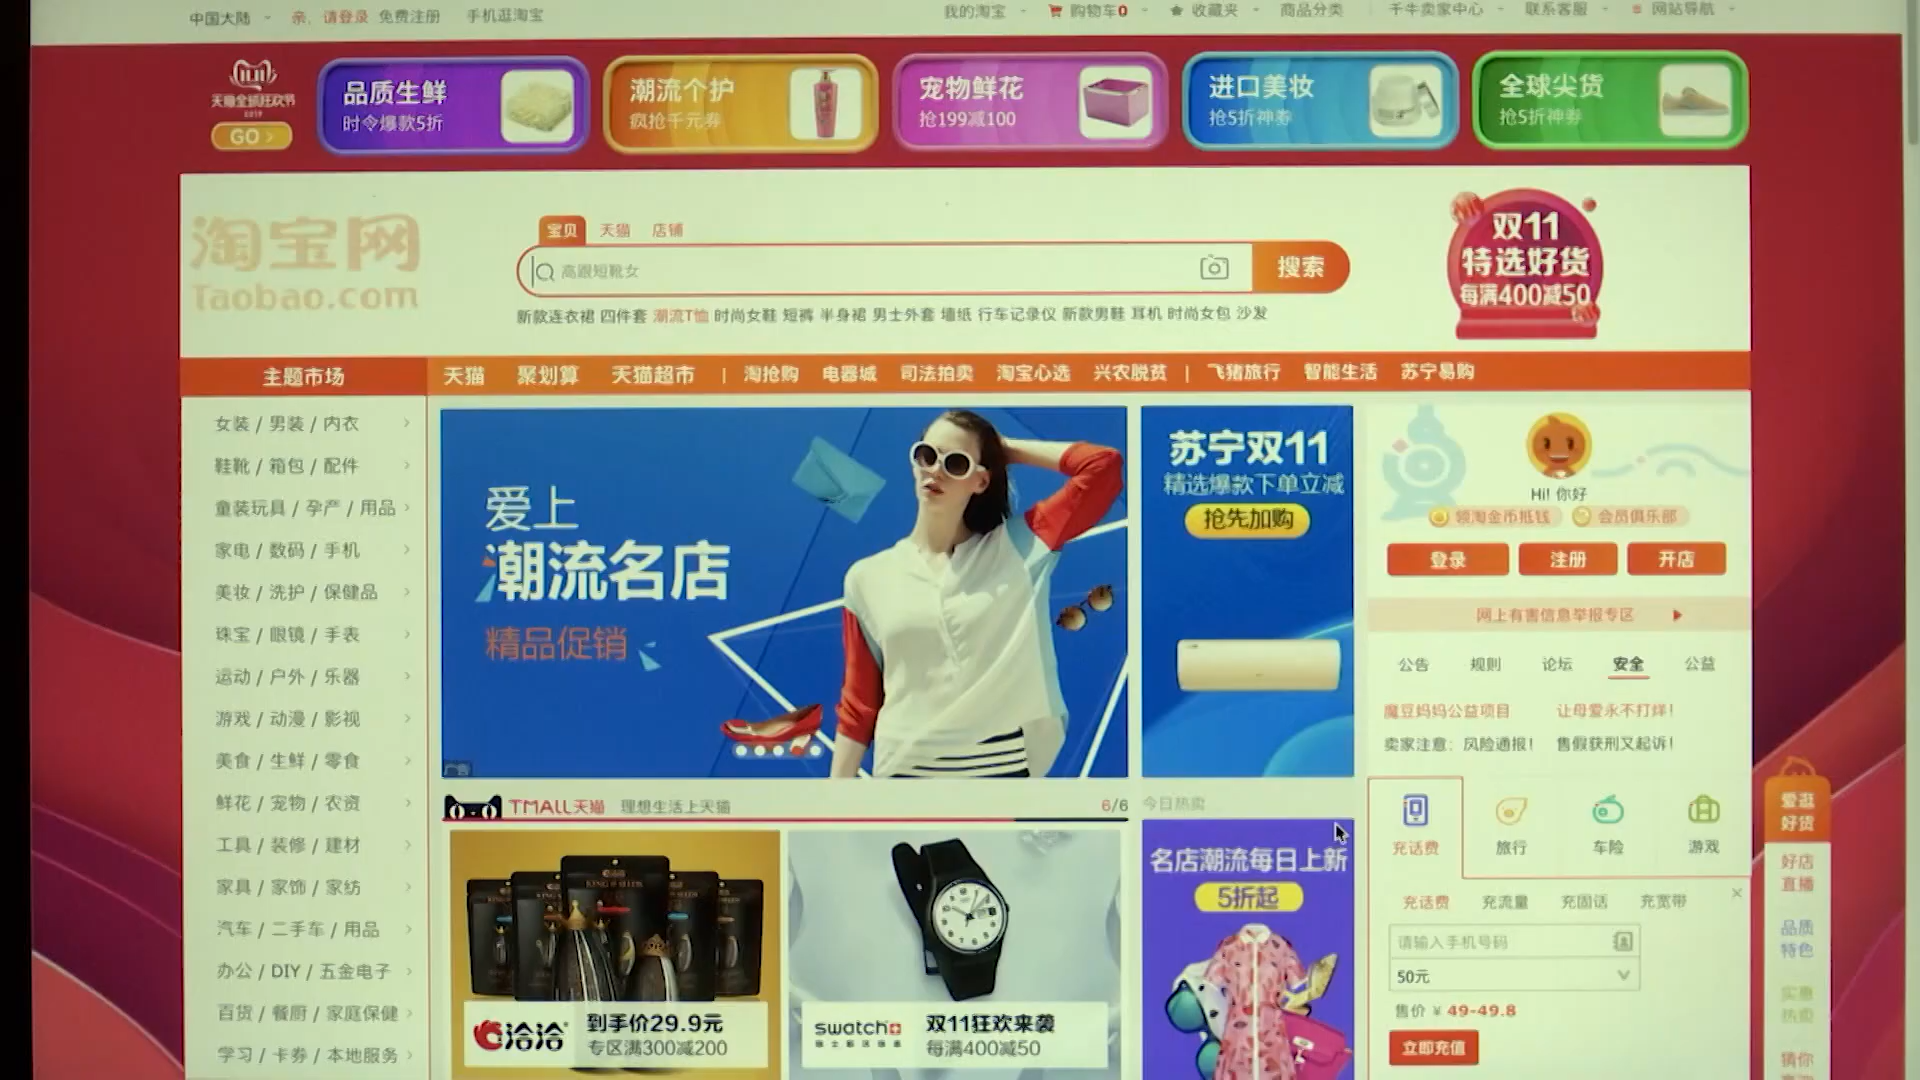 中国大陆 亲，请登录 免费注册 手机逛淘宝
我的淘宝 购物车0 收藏夹 商品分类 千牛卖家中心 联系客服 网站导航
11.11
天猫全球狂欢节
2019
GO >
品质生鲜
时令爆款5折
潮流个护
疯抢千元券
宠物鲜花
抢199减100
进口美妆
抢5折神券
全球尖货
抢5折神券
淘宝网
Taobao.com
宝贝 天猫 店铺
高跟短靴女
搜索
新款连衣裙 四件套 潮流T恤 时尚女鞋 短裤 半身裙 男士外套 墙纸 行车记录仪 新款男鞋 耳机 时尚女包 沙发
双11
特选好货
每满400减50
主题市场
天猫 聚划算 天猫超市 | 淘抢购 电器城 司法拍卖 淘宝心选 兴农脱贫 | 飞猪旅行 智能生活 苏宁易购
女装 / 男装 / 内衣
鞋靴 / 箱包 / 配件
童装玩具 / 孕产 / 用品
家电 / 数码 / 手机
美妆 / 洗护 / 保健品
珠宝 / 眼镜 / 手表
运动 / 户外 / 乐器
游戏 / 动漫 / 影视
美食 / 生鲜 / 零食
鲜花 / 宠物 / 农资
工具 / 装修 / 建材
家具 / 家饰 / 家纺
汽车 / 二手车 / 用品
办公 / DIY / 五金电子
百货 / 餐厨 / 家庭保健
学习 / 卡券 / 本地服务
爱上
潮流名店
精品促销
苏宁双11
精选爆款下单立减
抢先加购
Hi! 你好
领淘金币抵钱 会员俱乐部
登录 注册 开店
网上有害信息举报专区
公告 规则 论坛 安全 公益
魔豆妈妈公益项目 让母爱永不打烊!
卖家注意：风险通报! 售假获刑又起诉!
TMALL天猫 理想生活上天猫 6/6
今日热卖
洽洽
到手价29.9元
专区满300减200
swatch
双11狂欢来袭
每满400减50
名店潮流每日上新
5折起
充话费 旅行 车险 游戏
充话费 充流量 充固话 充宽带
请输入手机号码
50元
售价 ¥ 49-49.8
立即充值
爱逛
好货
好店
直播
品质
特色
实惠
热卖
猜你